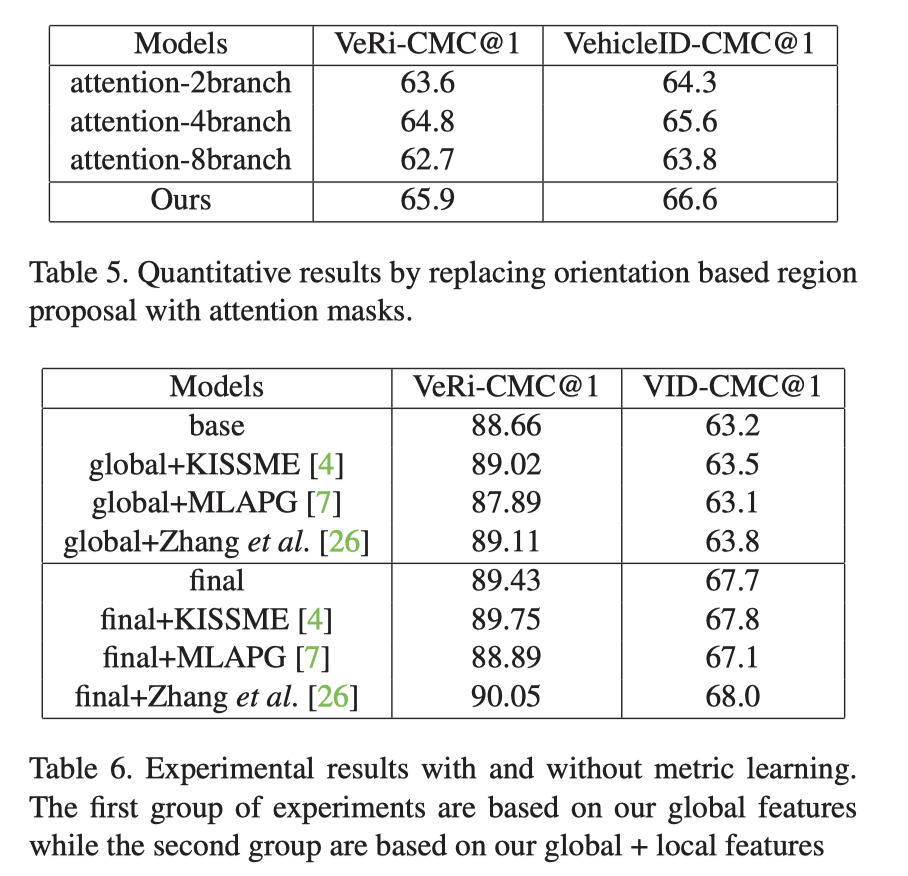 Models VeRi-CMC@1 VehicleID-CMC@1
attention-2branch 63.6 64.3
attention-4branch 64.8 65.6
attention-8branch 62.7 63.8
Ours 65.9 66.6
Table 5. Quantitative results by replacing orientation based region
proposal with attention masks.
Models VeRi-CMC@1 VID-CMC@1
base 88.66 63.2
global+KISSME [4] 89.02 63.5
global+MLAPG [7] 87.89 63.1
global+Zhang et al. [26] 89.11 63.8
final 89.43 67.7
final+KISSME [4] 89.75 67.8
final+MLAPG [7] 88.89 67.1
final+Zhang et al. [26] 90.05 68.0
Table 6. Experimental results with and without metric learning.
The first group of experiments are based on our global features
while the second group are based on our global + local features